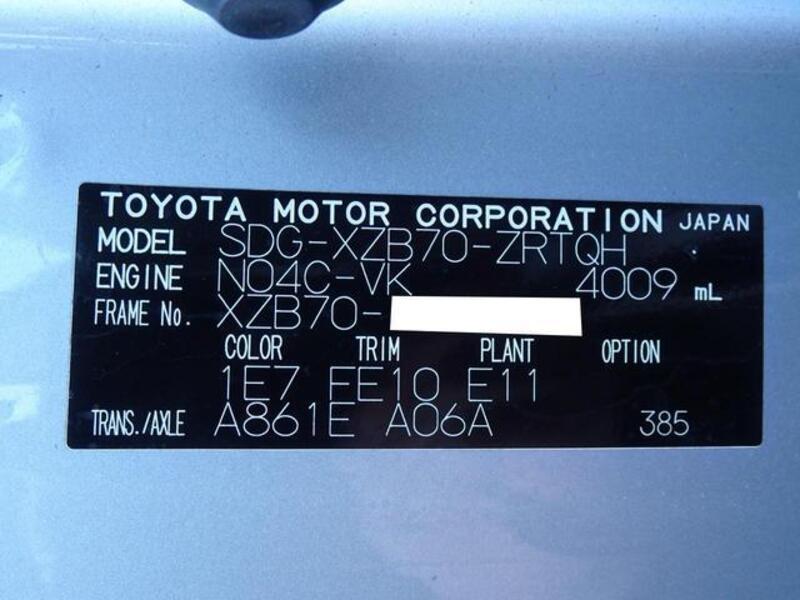 TOYOTA MOTOR CORPORATION JAPAN
MODEL SDG-XZB70-ZRTQH
ENGINE N04C-VK 4009 mL
FRAME No. XZB70-
COLOR TRIM PLANT OPTION
1E7 FE10 E11
TRANS./AXLE A861E A06A 385